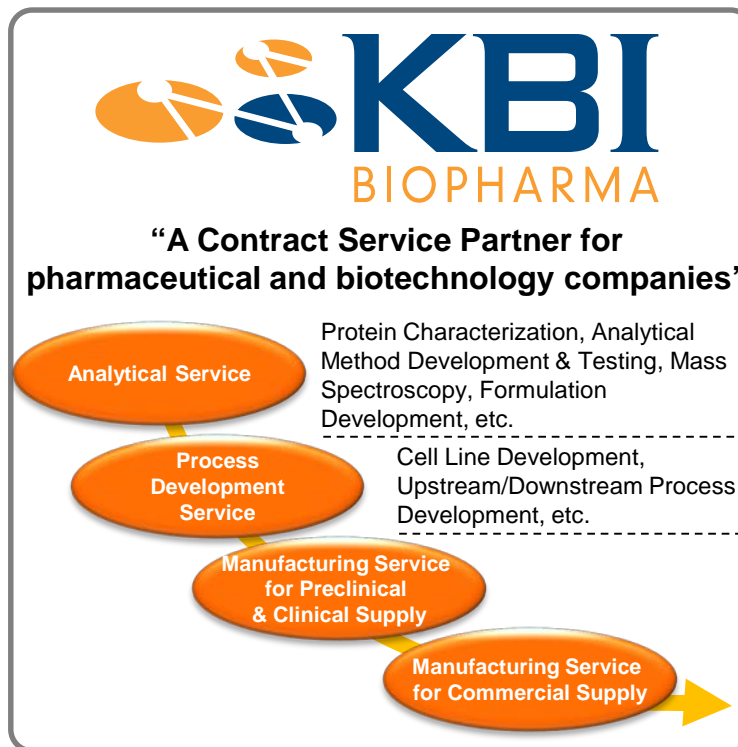 KBI
BIOPHARMA
“A Contract Service Partner for
pharmaceutical and biotechnology companies”
Analytical Service
Protein Characterization, Analytical
Method Development & Testing, Mass
Spectroscopy, Formulation
Development, etc.
Process
Development
Service
Cell Line Development,
Upstream/Downstream Process
Development, etc.
Manufacturing Service
for Preclinical
& Clinical Supply
Manufacturing Service
for Commercial Supply